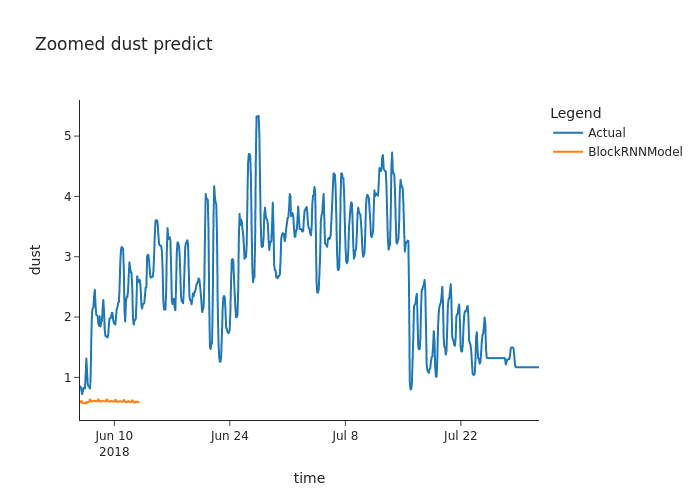 Zoomed dust predict
Legend
Actual
BlockRNNModel
dust
5
4
3
2
1
Jun 10
2018
Jun 24
Jul 8
Jul 22
time